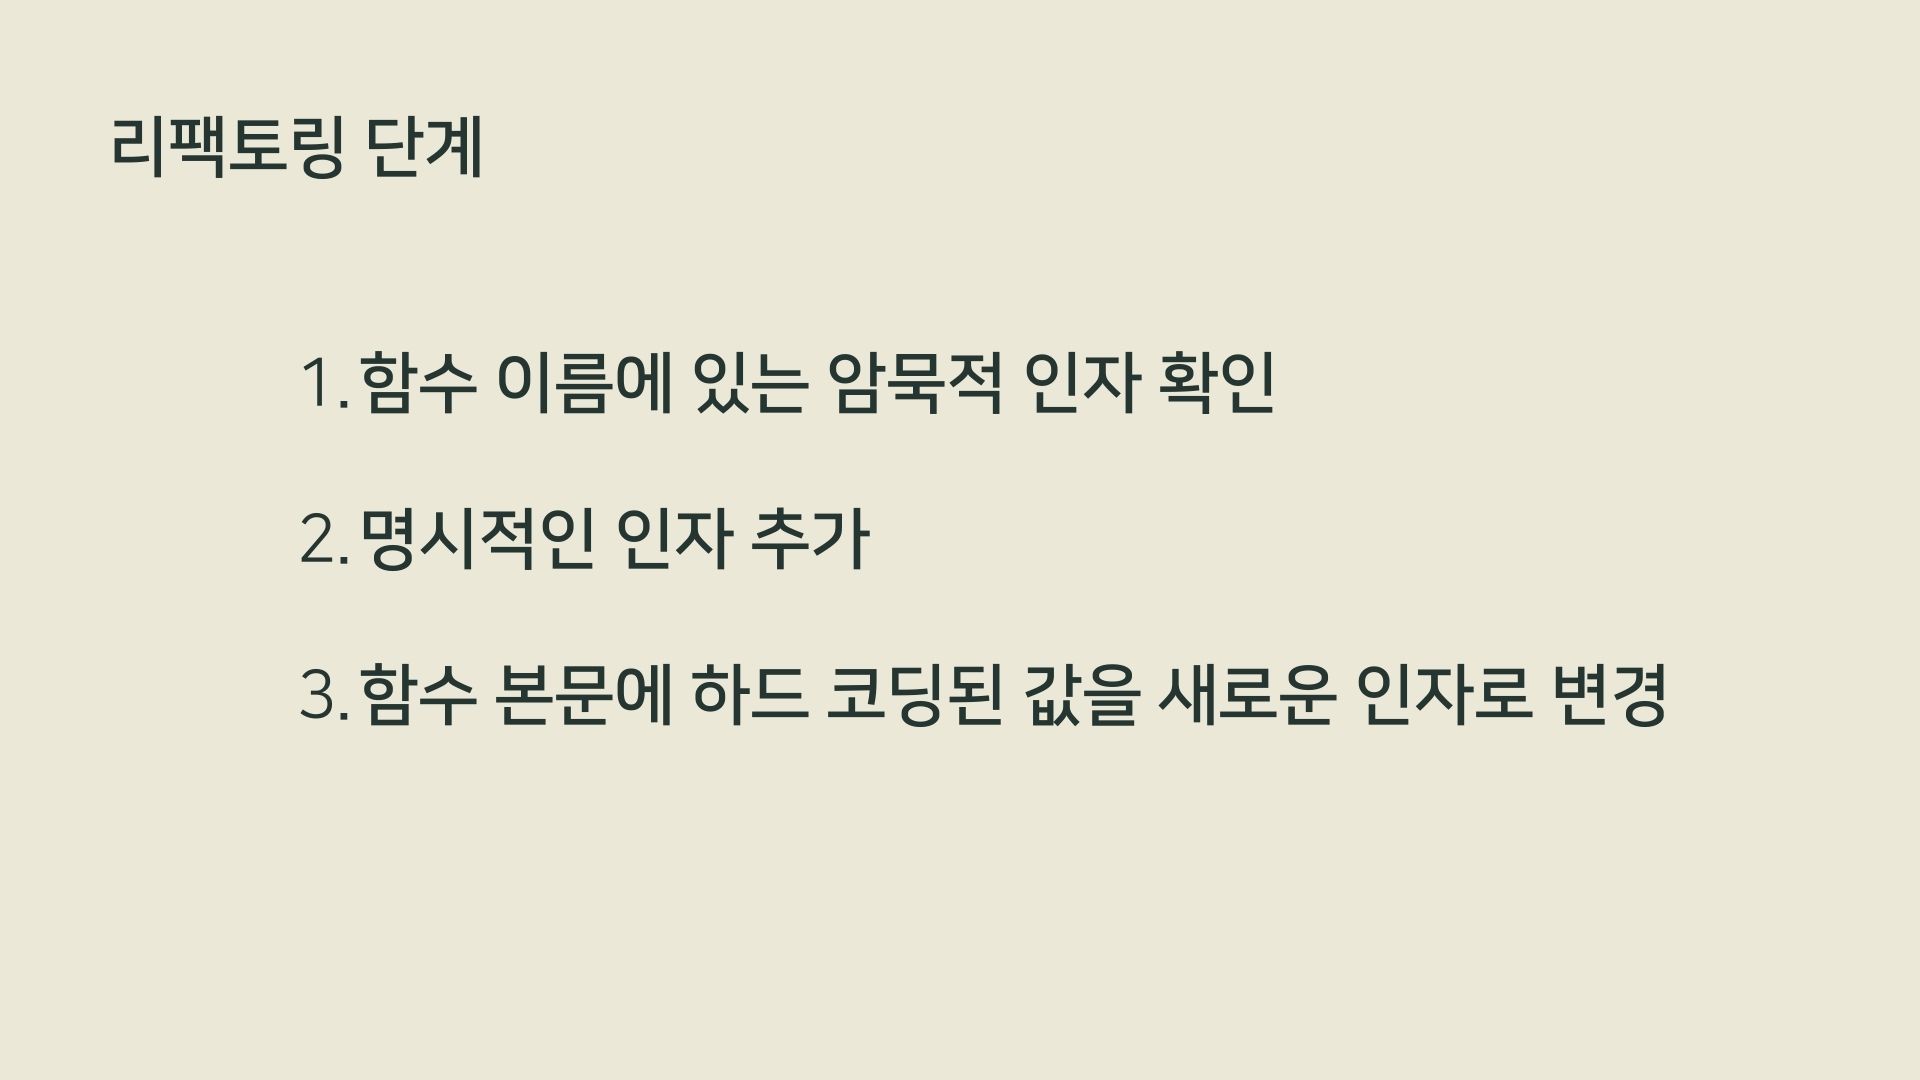 리팩토링 단계
1. 함수 이름에 있는 암묵적 인자 확인
2. 명시적인 인자 추가
3. 함수 본문에 하드 코딩된 값을 새로운 인자로 변경